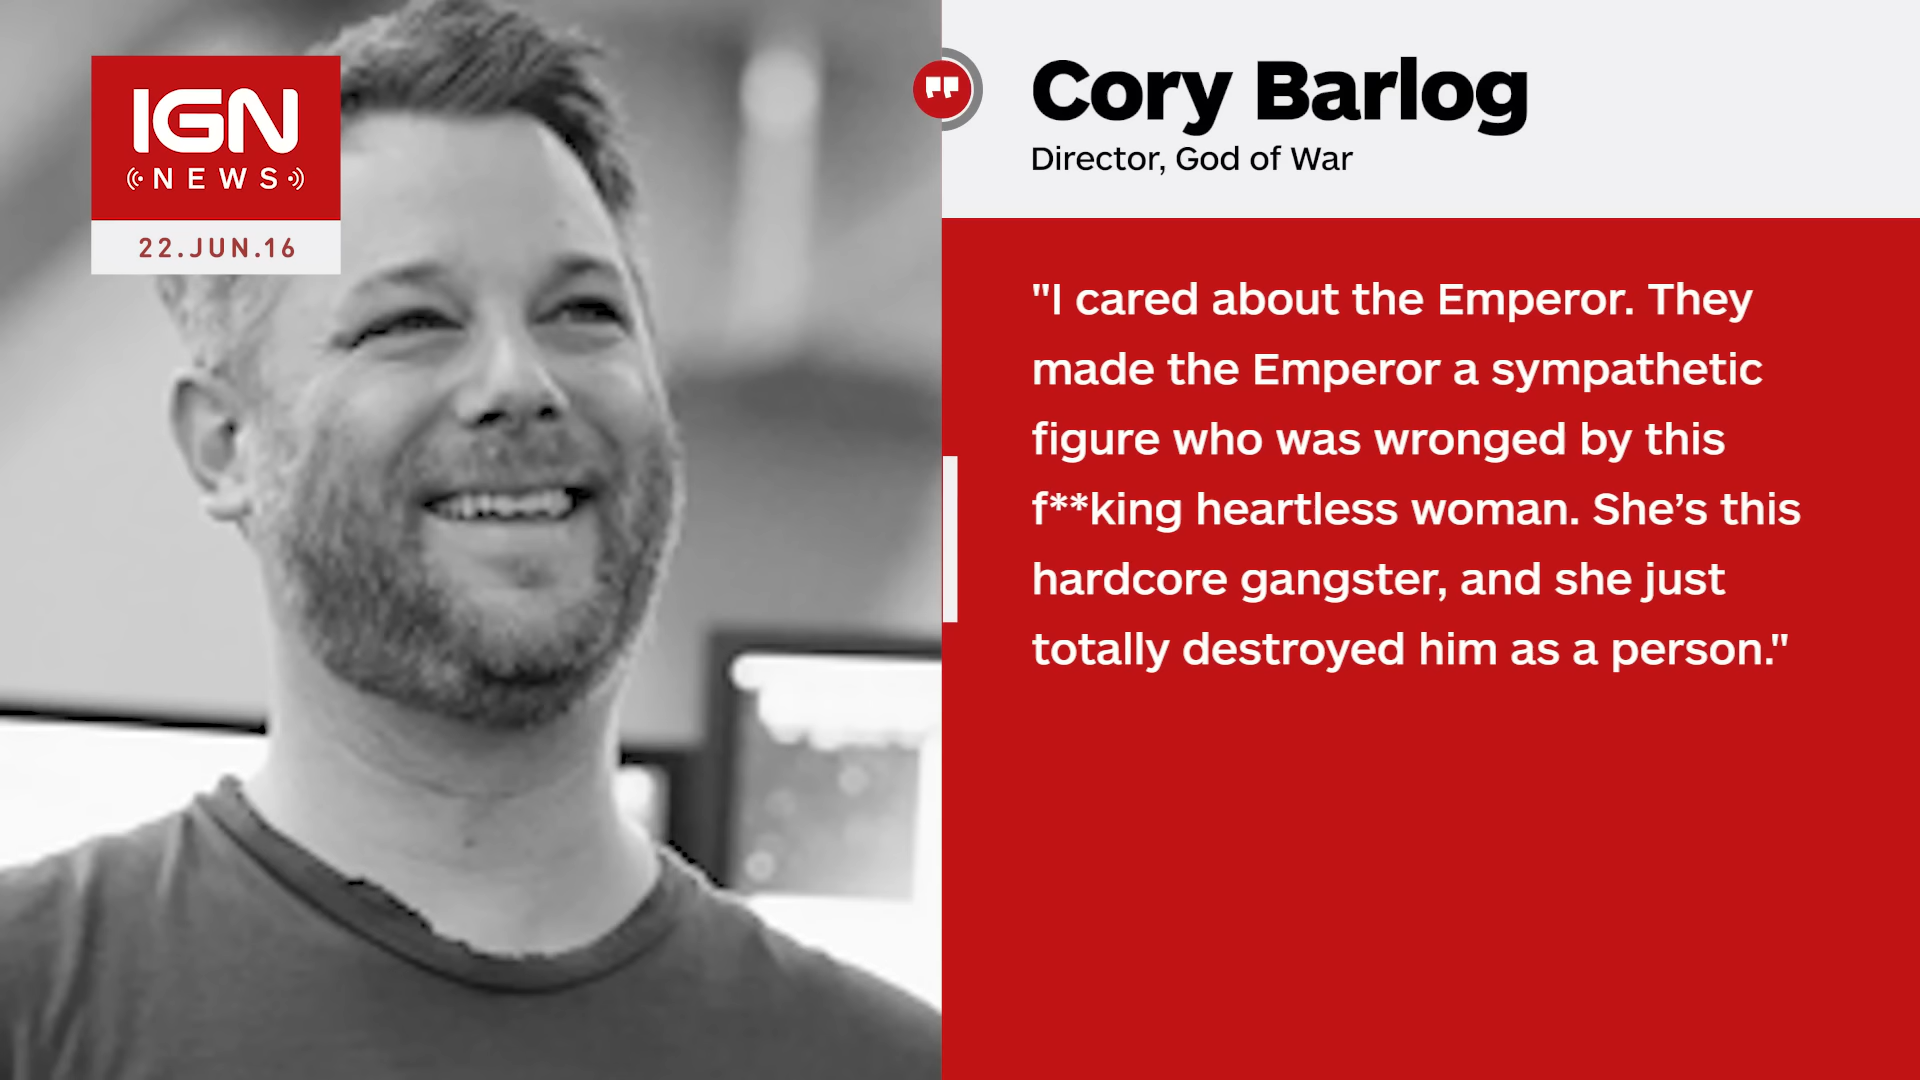 IGN
NEWS
22.JUN.16
Cory Barlog
Director, God of War
"I cared about the Emperor. They
made the Emperor a sympathetic
figure who was wronged by this
f**king heartless woman. She’s this
hardcore gangster, and she just
totally destroyed him as a person."